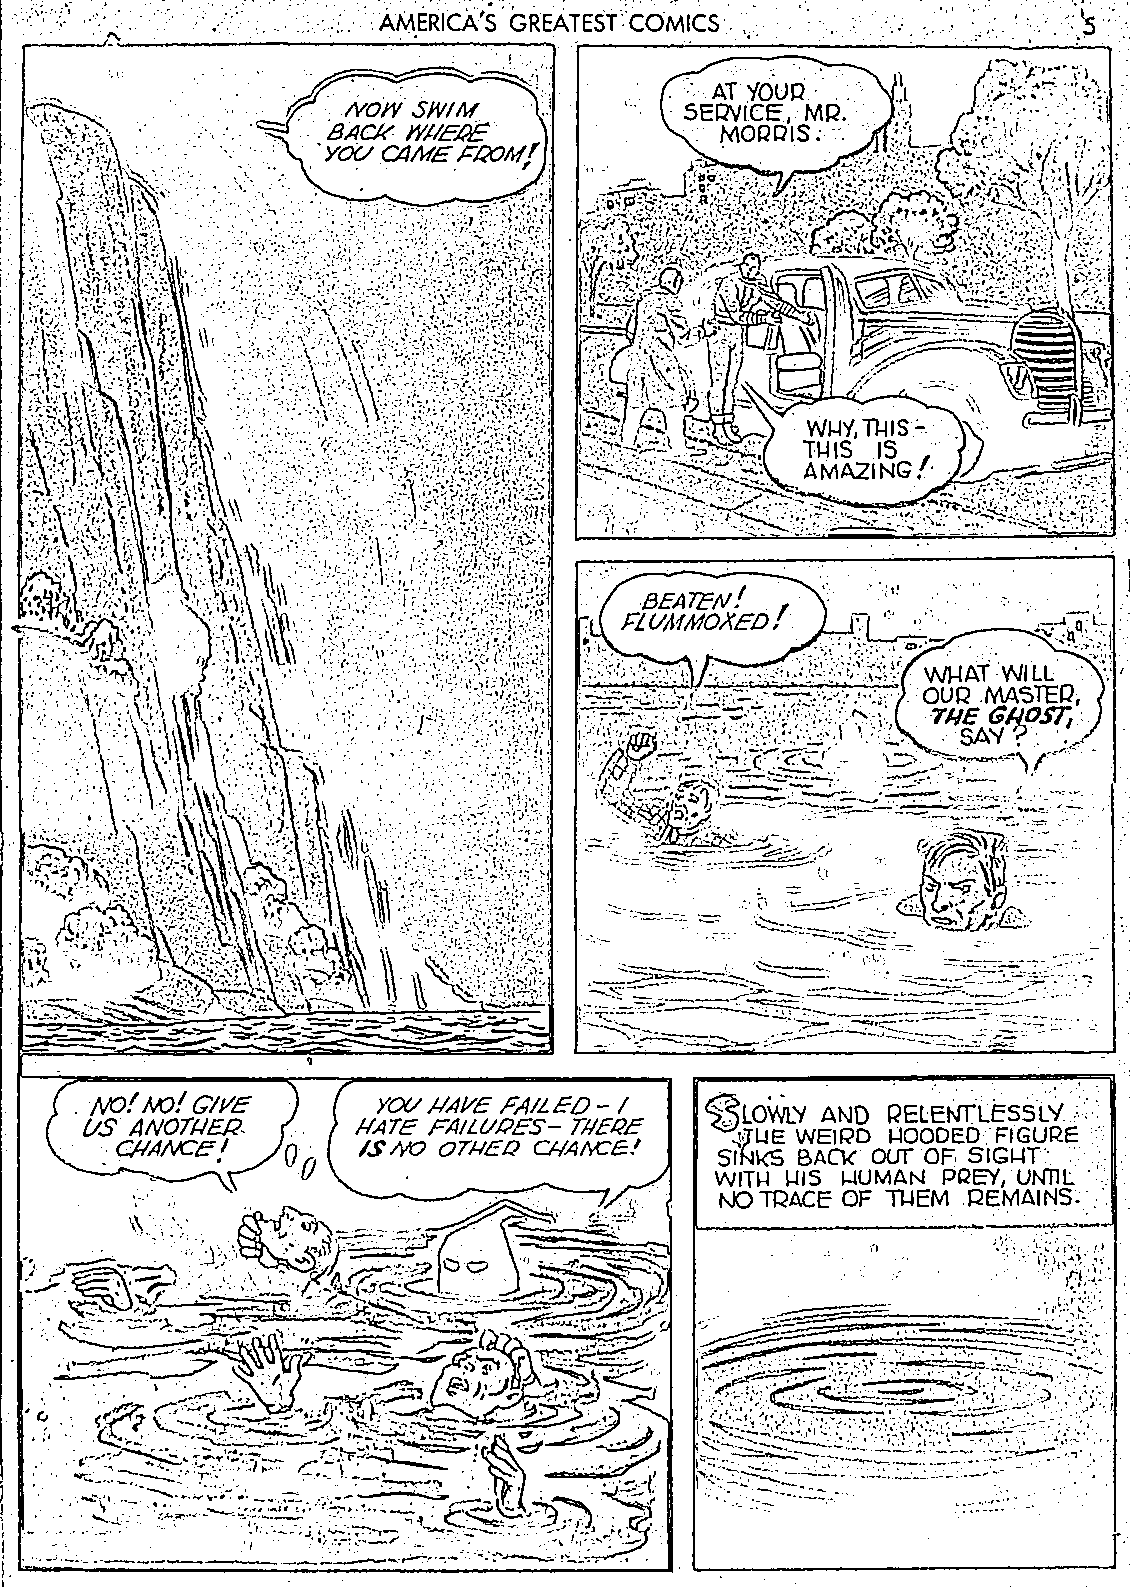 AMERICA'S GREATEST COMICS
5
NOW SWIM
BACK WHERE
YOU CAME FROM!
AT YOUR
SERVICE, MR.
MORRIS.
WHY, THIS -
THIS IS
AMAZING!
BEATEN!
FLUMMOXED!
WHAT WILL
OUR MASTER,
THE GHOST,
SAY?
NO! NO! GIVE
US ANOTHER
CHANCE!
YOU HAVE FAILED - I
HATE FAILURES - THERE
IS NO OTHER CHANCE!
SLOWLY AND RELENTLESSLY
THE WEIRD HOODED FIGURE
SINKS BACK OUT OF SIGHT
WITH HIS HUMAN PREY, UNTIL
NO TRACE OF THEM REMAINS.